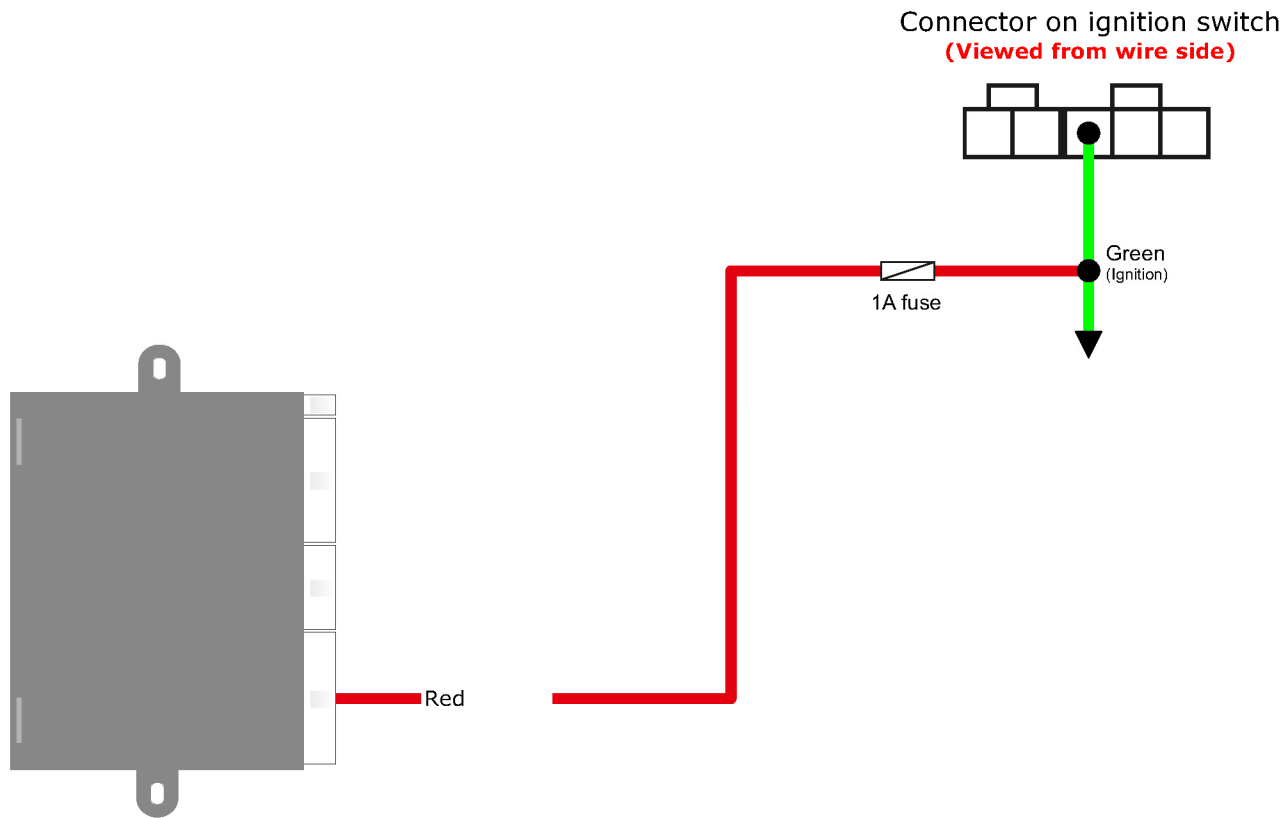 Connector on ignition switch
(Viewed from wire side)
Green
(Ignition)
1A fuse
Red